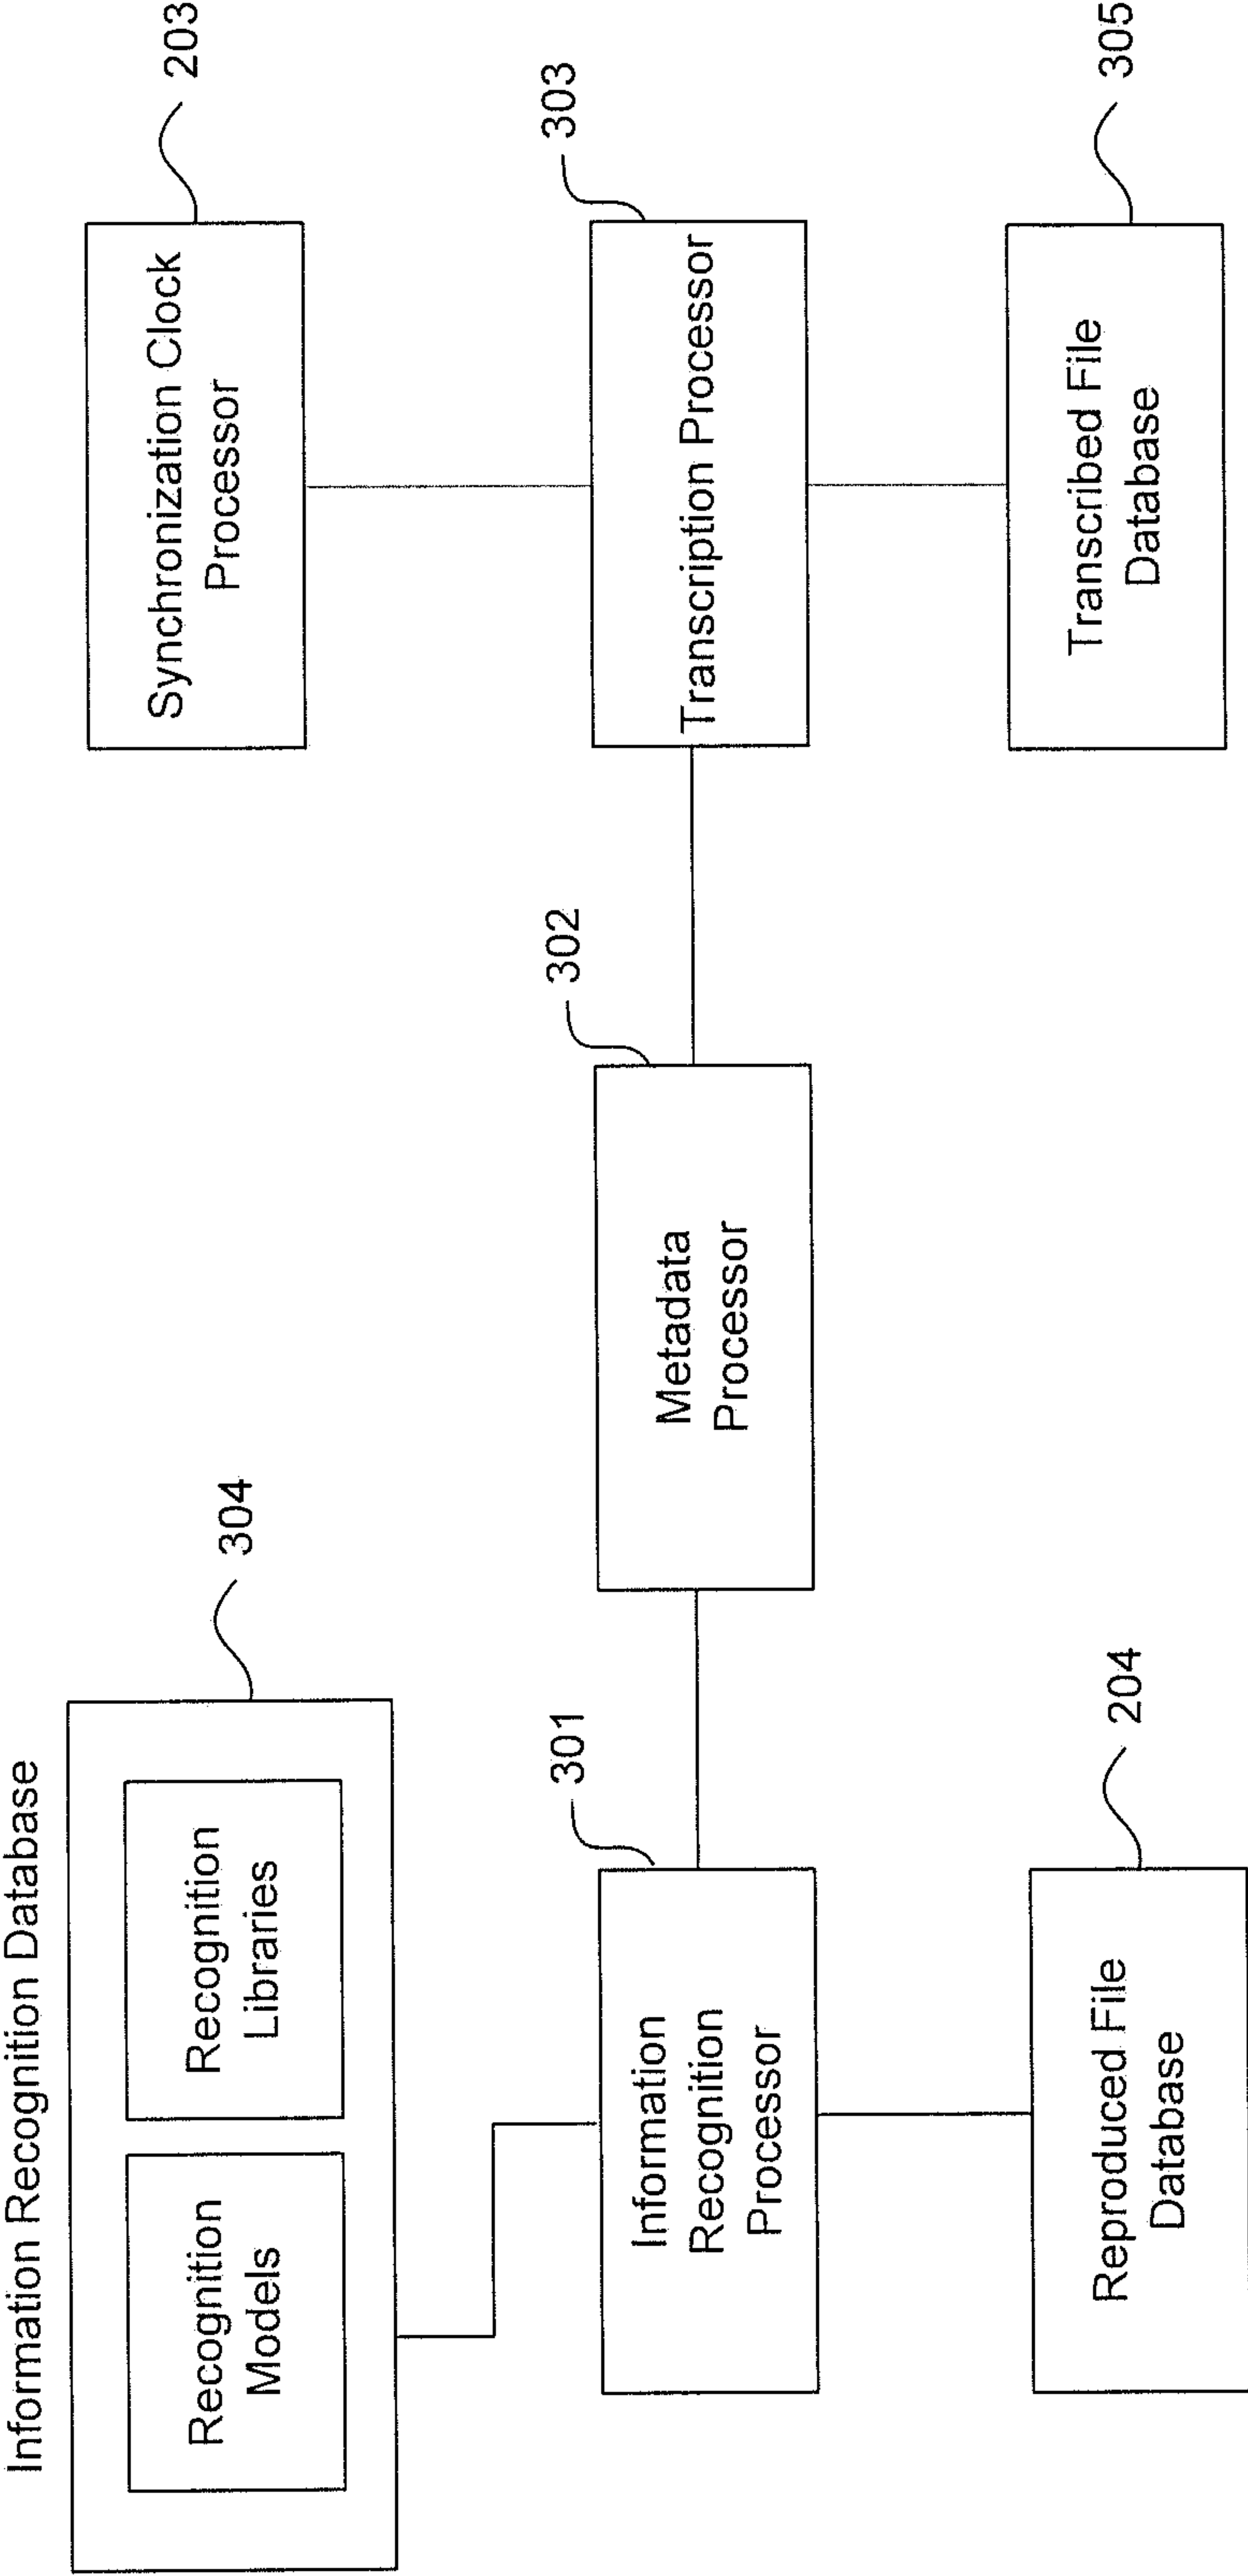 Information Recognition Database
Recognition
Models
Recognition
Libraries
304
Synchronization Clock
Processor
203
Information
Recognition
Processor
301
Metadata
Processor
302
Transcription Processor
303
Reproduced File
Database
204
Transcribed File
Database
305